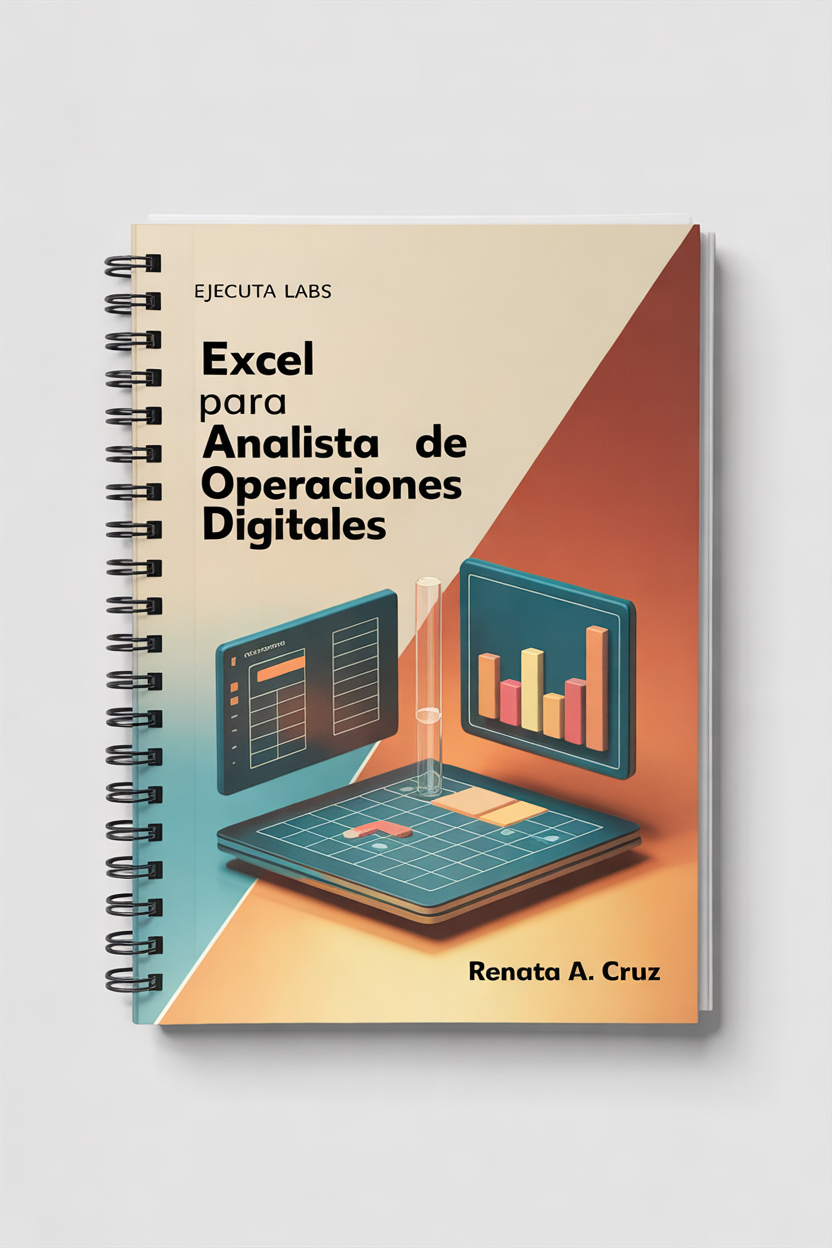 EJECUTA LABS
Excel
para
Analista de
Operaciones
Digitales
Renata A. Cruz